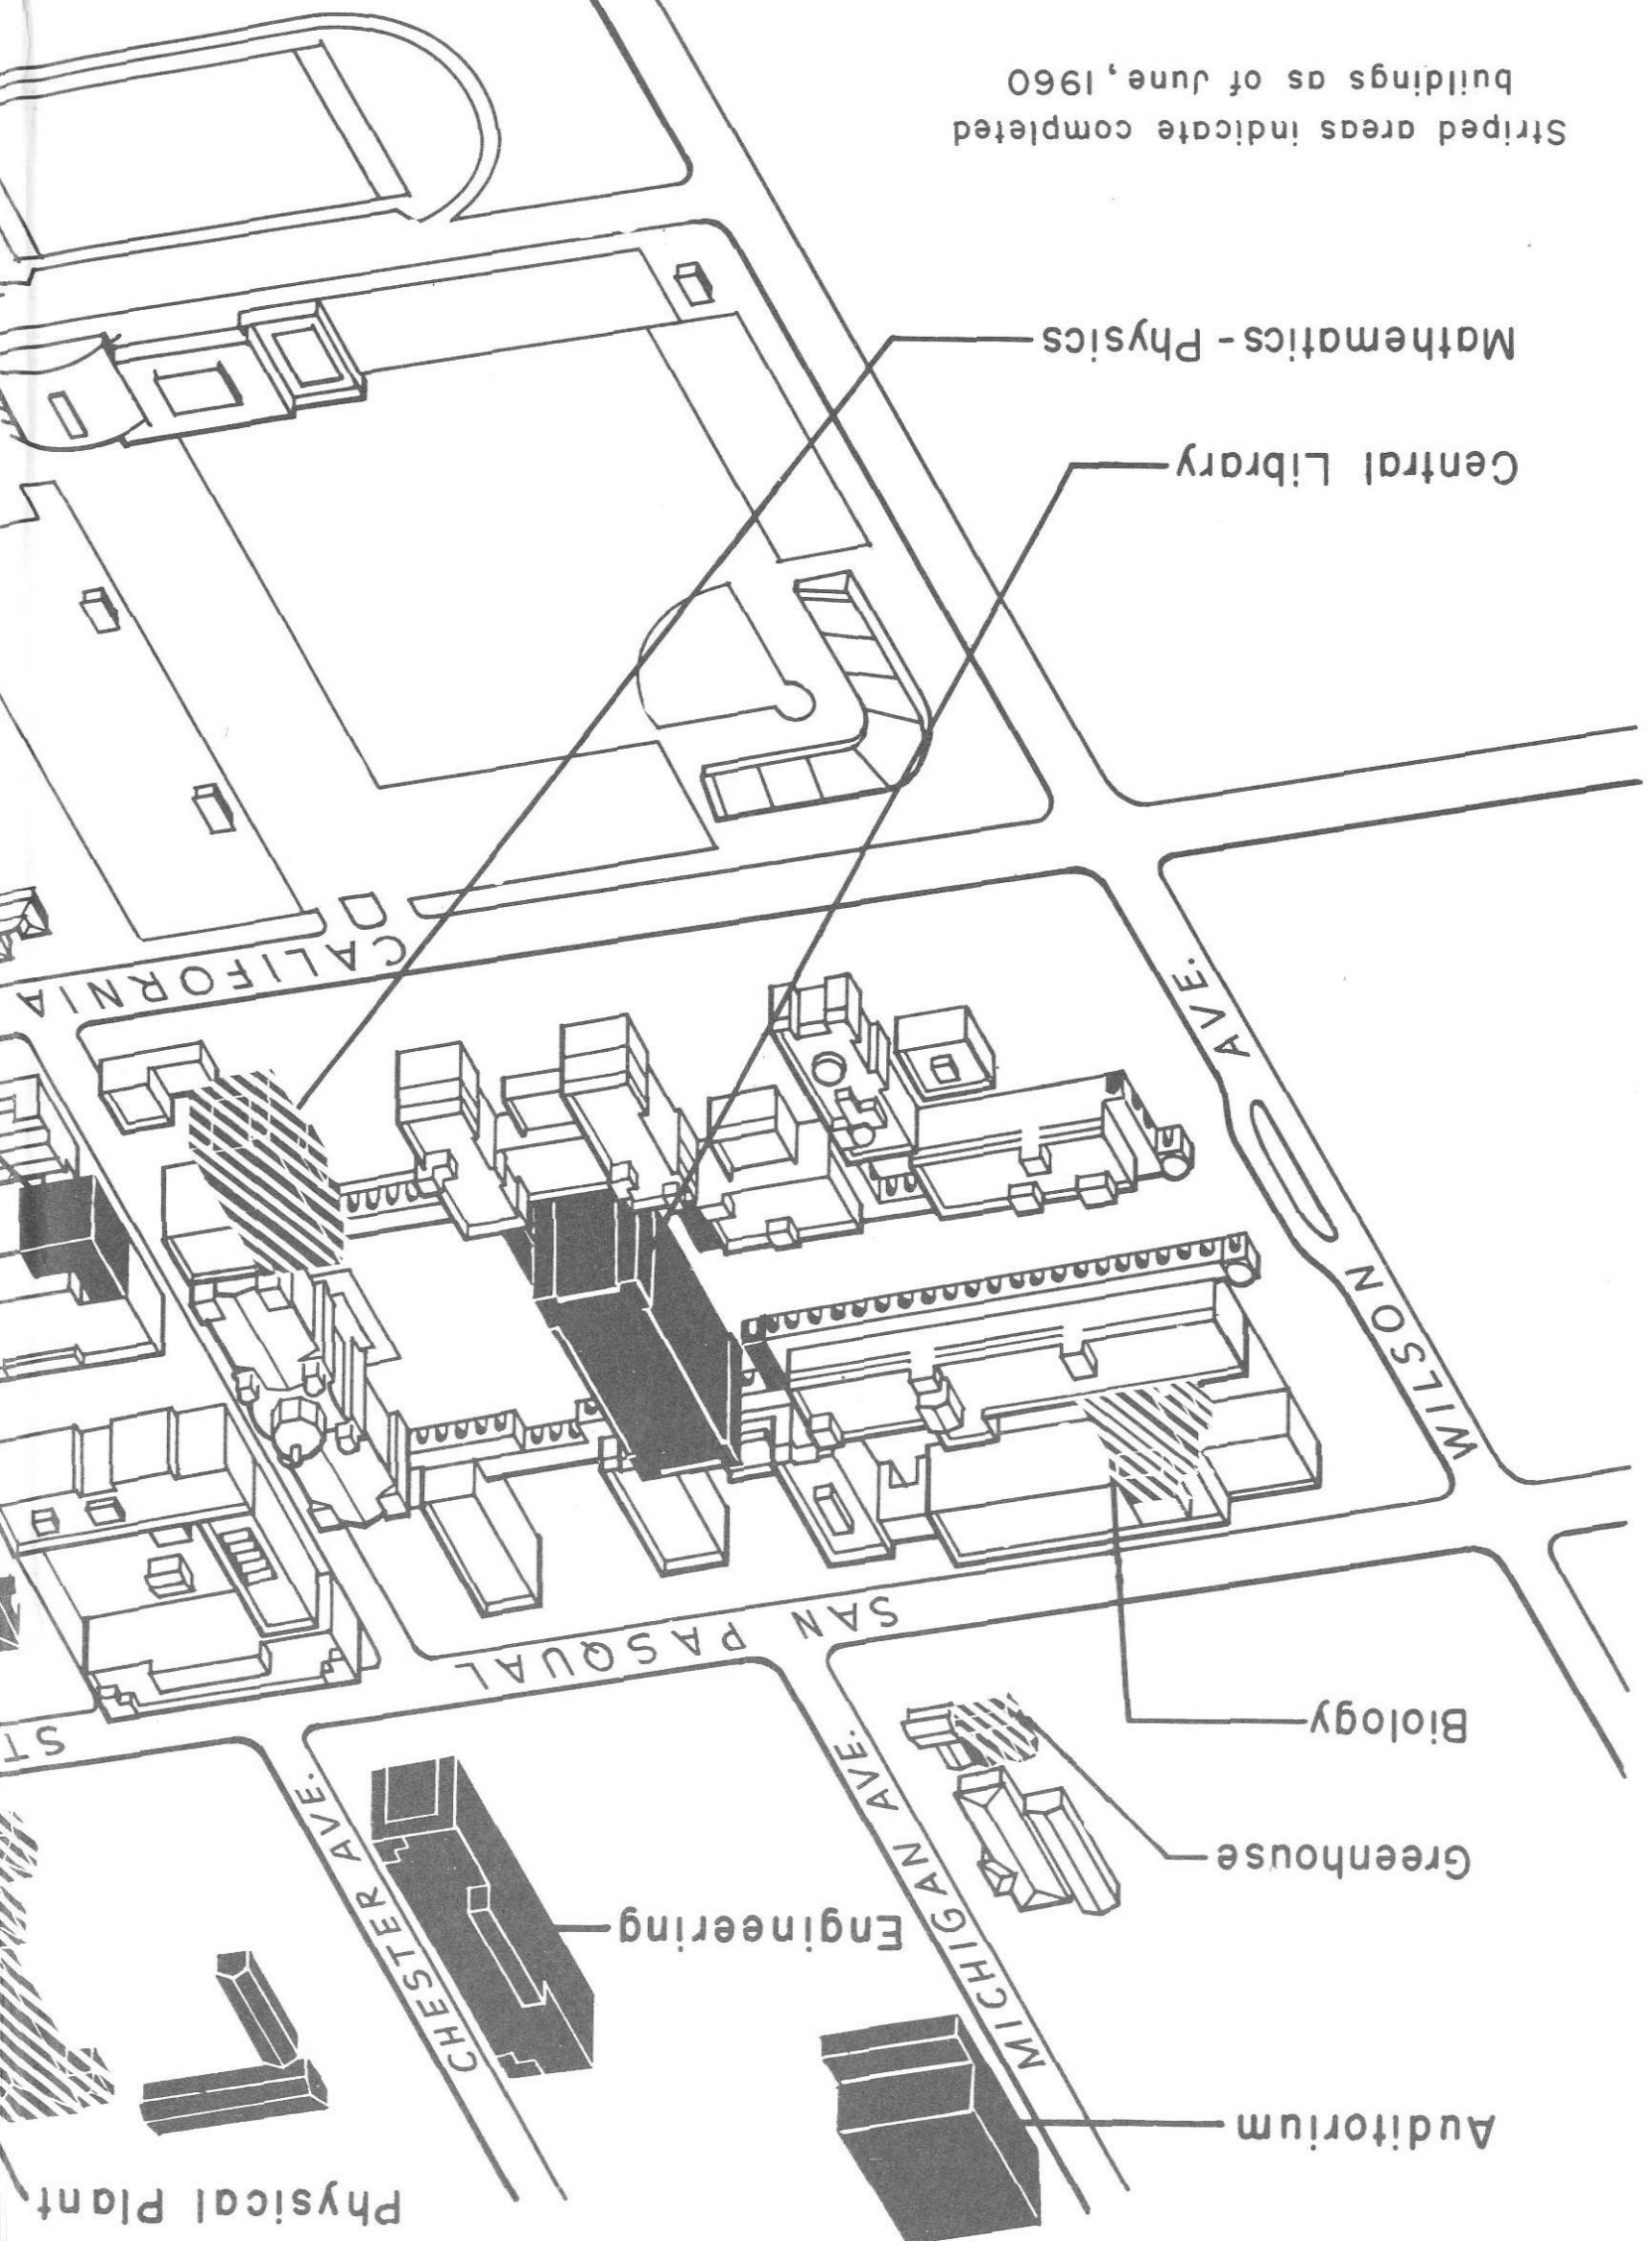 Physical Plant
Auditorium
MICHIGAN AVE.
CHESTER AVE.
Engineering
Greenhouse
Biology
ST
SAN PASQUAL
WILSON AVE.
CALIFORNIA
Central Library
Mathematics-Physics
Striped areas indicate completed
buildings as of June, 1960